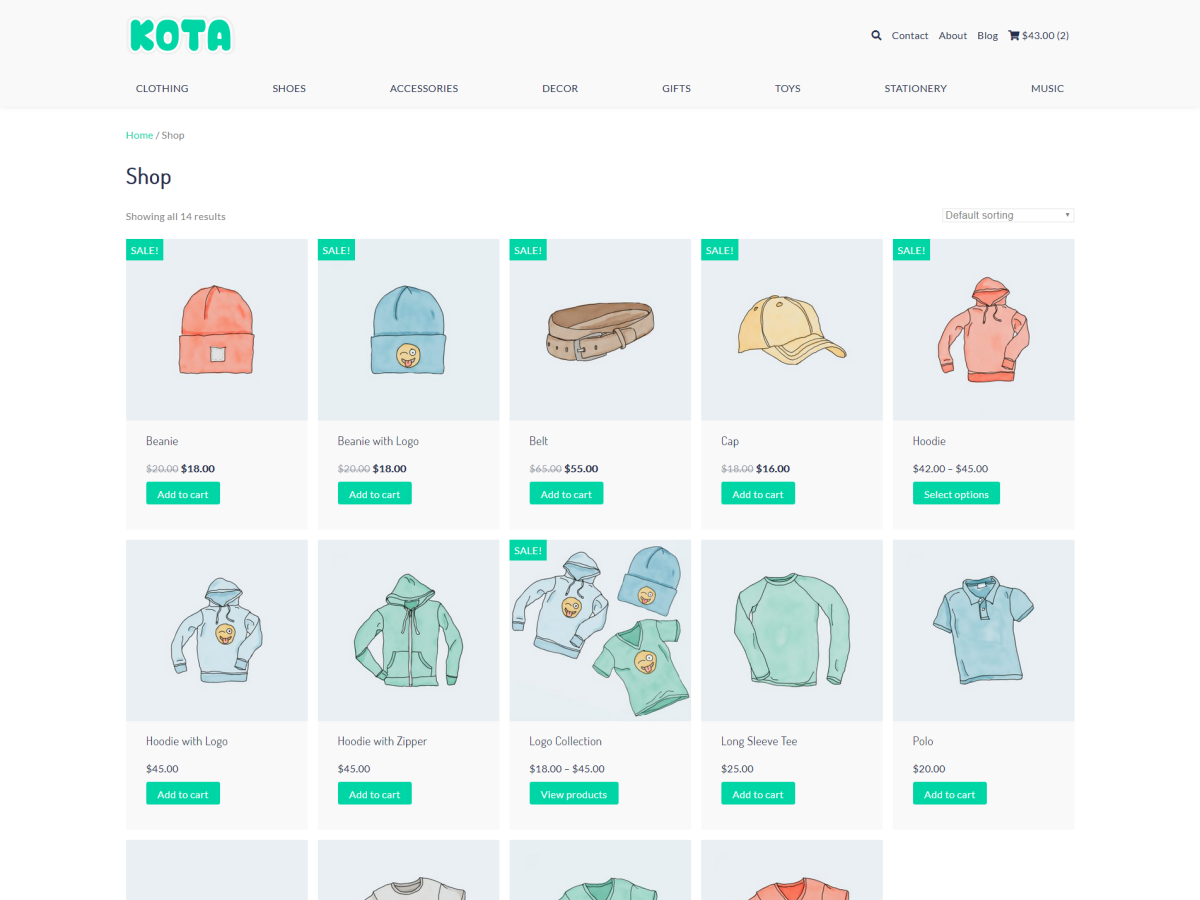 KOTA
Contact About Blog $43.00 (2)
CLOTHING SHOES ACCESSORIES DECOR GIFTS TOYS STATIONERY MUSIC
Home / Shop
Shop
Showing all 14 results
Default sorting
SALE! SALE! SALE! SALE! SALE!
Beanie Beanie with Logo Belt Cap Hoodie
$20.00 $18.00 $20.00 $18.00 $65.00 $55.00 $18.00 $16.00 $42.00 – $45.00
Add to cart Add to cart Add to cart Add to cart Select options
SALE!
Hoodie with Logo Hoodie with Zipper Logo Collection Long Sleeve Tee Polo
$45.00 $45.00 $18.00 – $45.00 $25.00 $20.00
Add to cart Add to cart View products Add to cart Add to cart